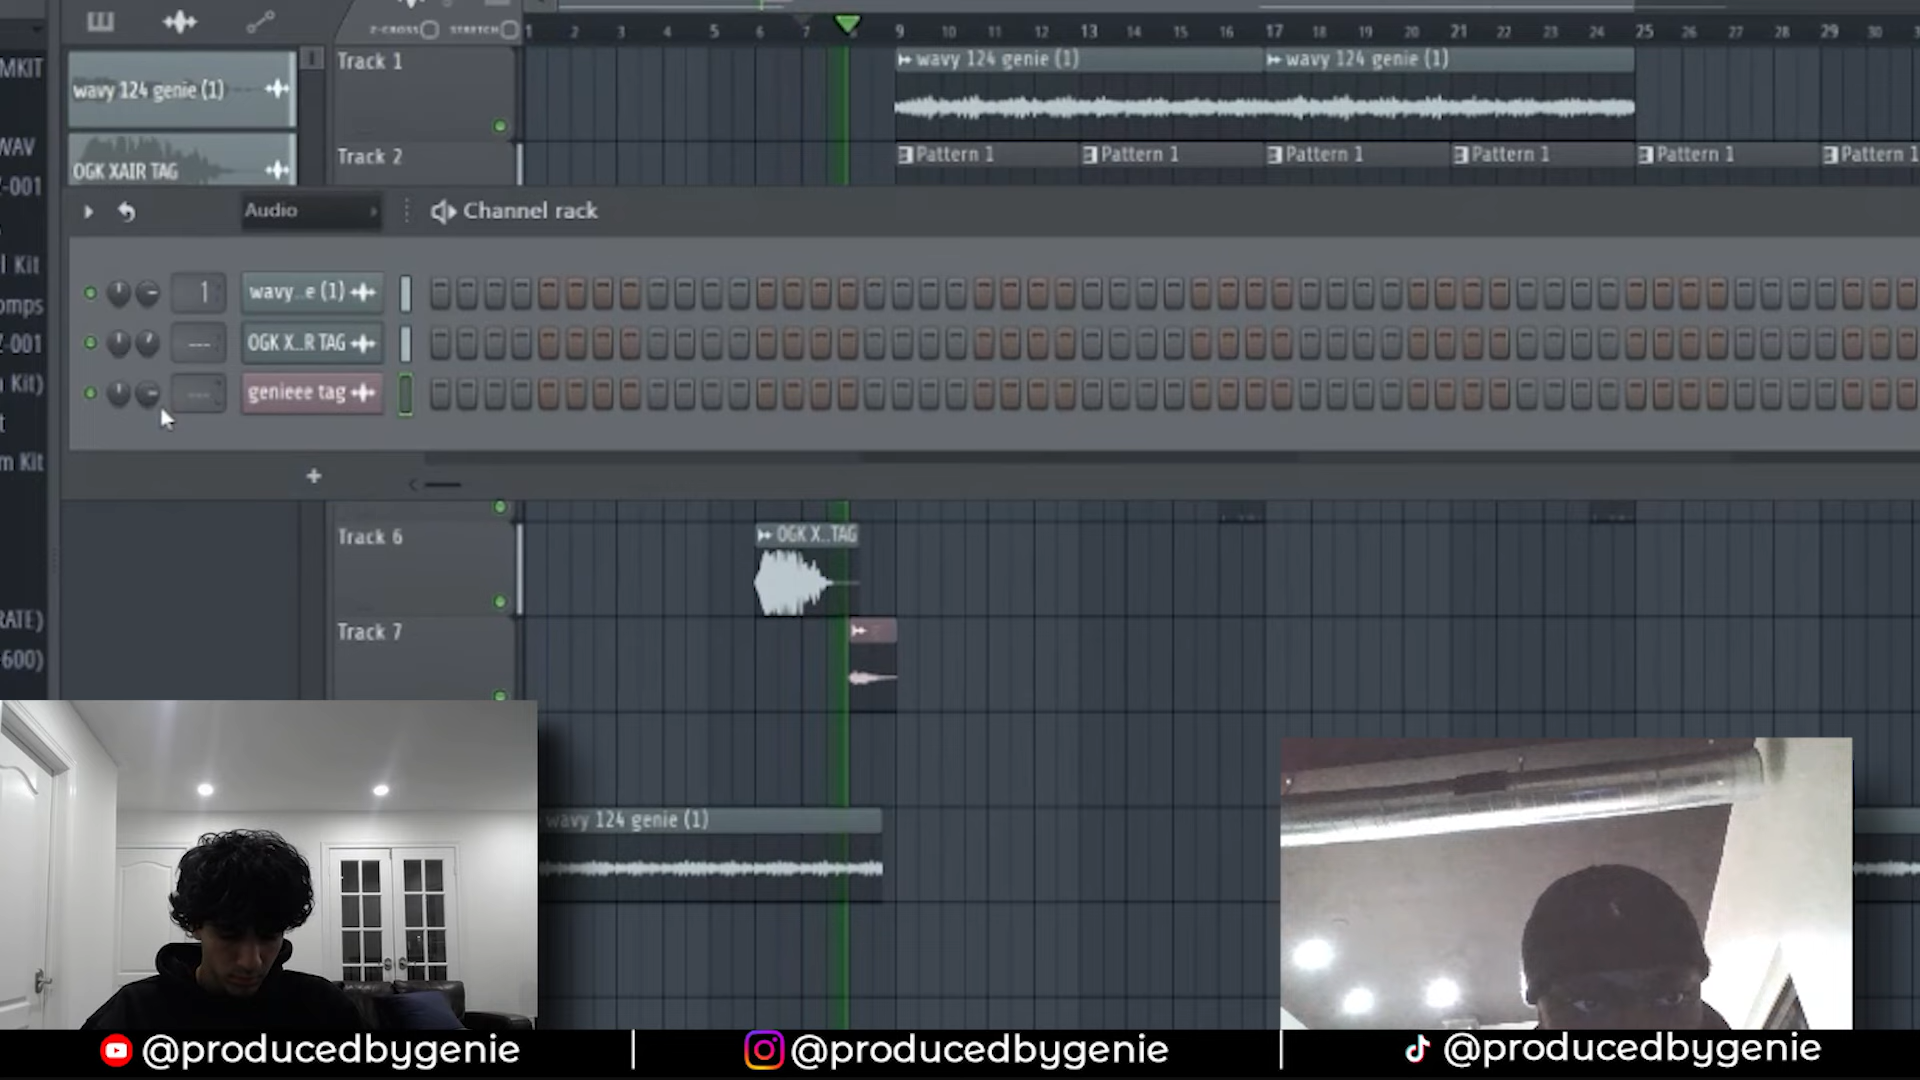 Z-CROSS STRETCH
1 2 3 4 5 6 7 8 9 10 11 12 13 14 15 16 17 18 19 20 21 22 23 24 25 26 27 28 29 30
MKIT
wavy 124 genie (1)
Track 1
wavy 124 genie (1) wavy 124 genie (1)
WAV
OGK XAIR TAG
Track 2
Pattern 1 Pattern 1 Pattern 1 Pattern 1 Pattern 1 Pattern 1
Z-001
Audio
Channel rack
l Kit
1 wavy…e (1)
omps
Z-001
--- OGK X…R TAG
Kit)
--- genieee tag
t
m Kit
+
Track 6
OGK X…TAG
RATE)
Track 7
-600)
wavy 124 genie (1)
@producedbygenie | @producedbygenie | @producedbygenie